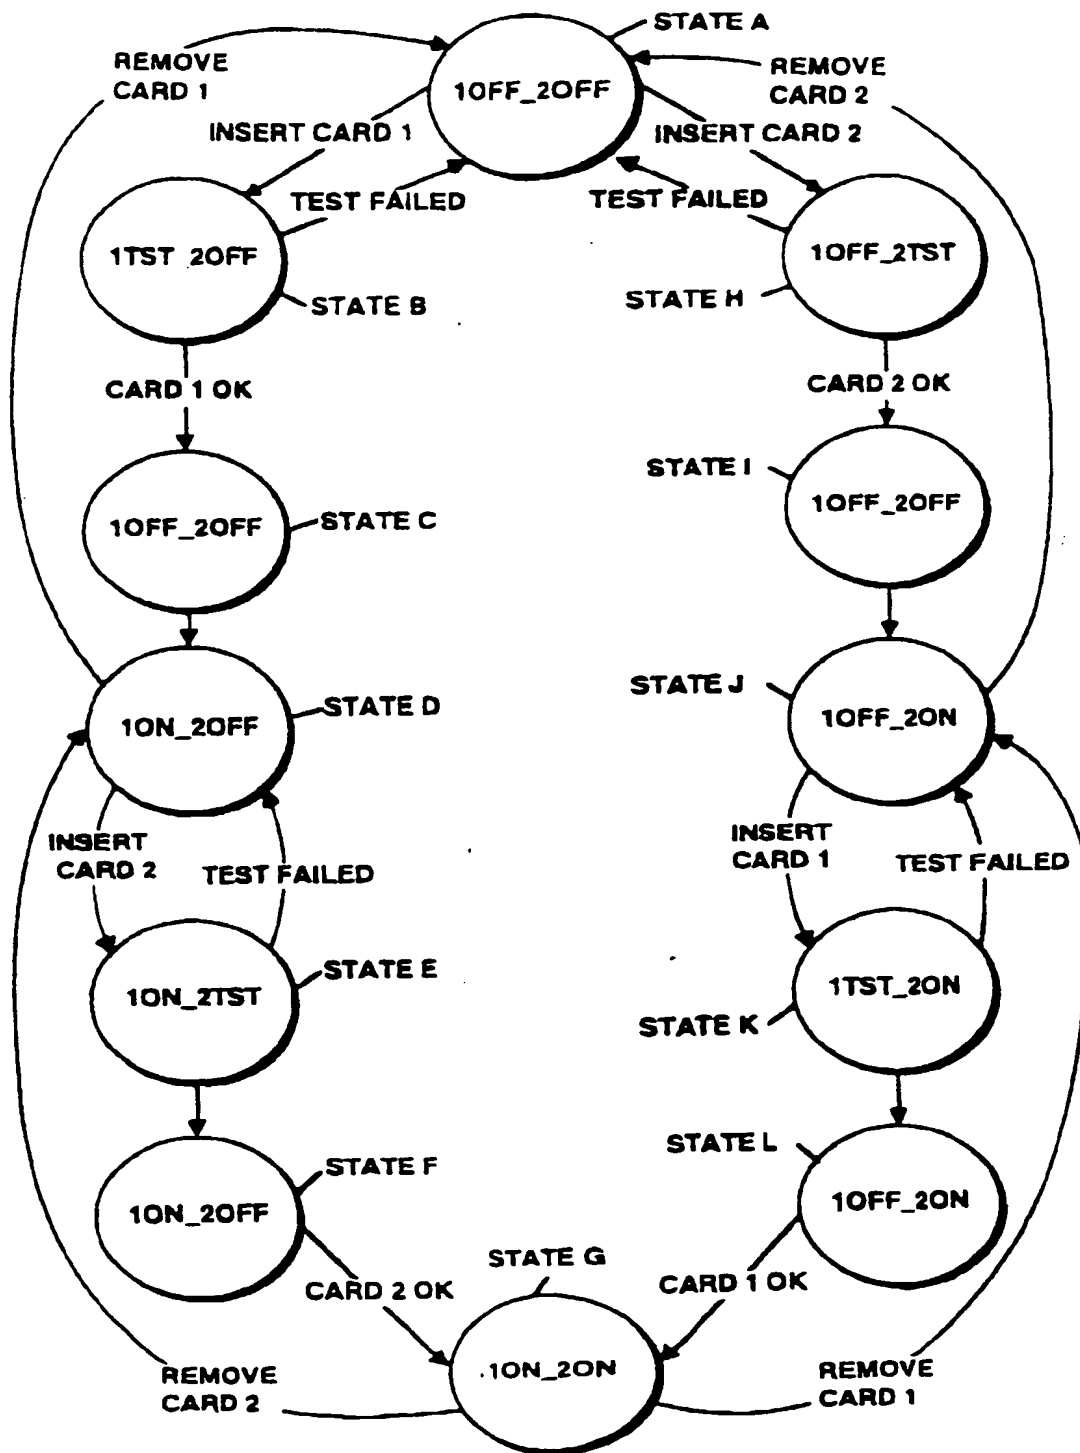 STATE A
REMOVE
CARD 1
1OFF_2OFF
REMOVE
CARD 2
INSERT CARD 1
INSERT CARD 2
TEST FAILED
TEST FAILED
1TST 2OFF
1OFF_2TST
STATE B
STATE H
CARD 1 OK
CARD 2 OK
STATE I
1OFF_2OFF
STATE C
1OFF_2OFF
STATE J
STATE D
1ON_2OFF
1OFF_2ON
INSERT
CARD 2
TEST FAILED
INSERT
CARD 1
TEST FAILED
STATE E
1ON_2TST
1TST_2ON
STATE K
STATE L
STATE F
1ON_2OFF
1OFF_2ON
STATE G
CARD 2 OK
CARD 1 OK
1ON_2ON
REMOVE
CARD 2
REMOVE
CARD 1